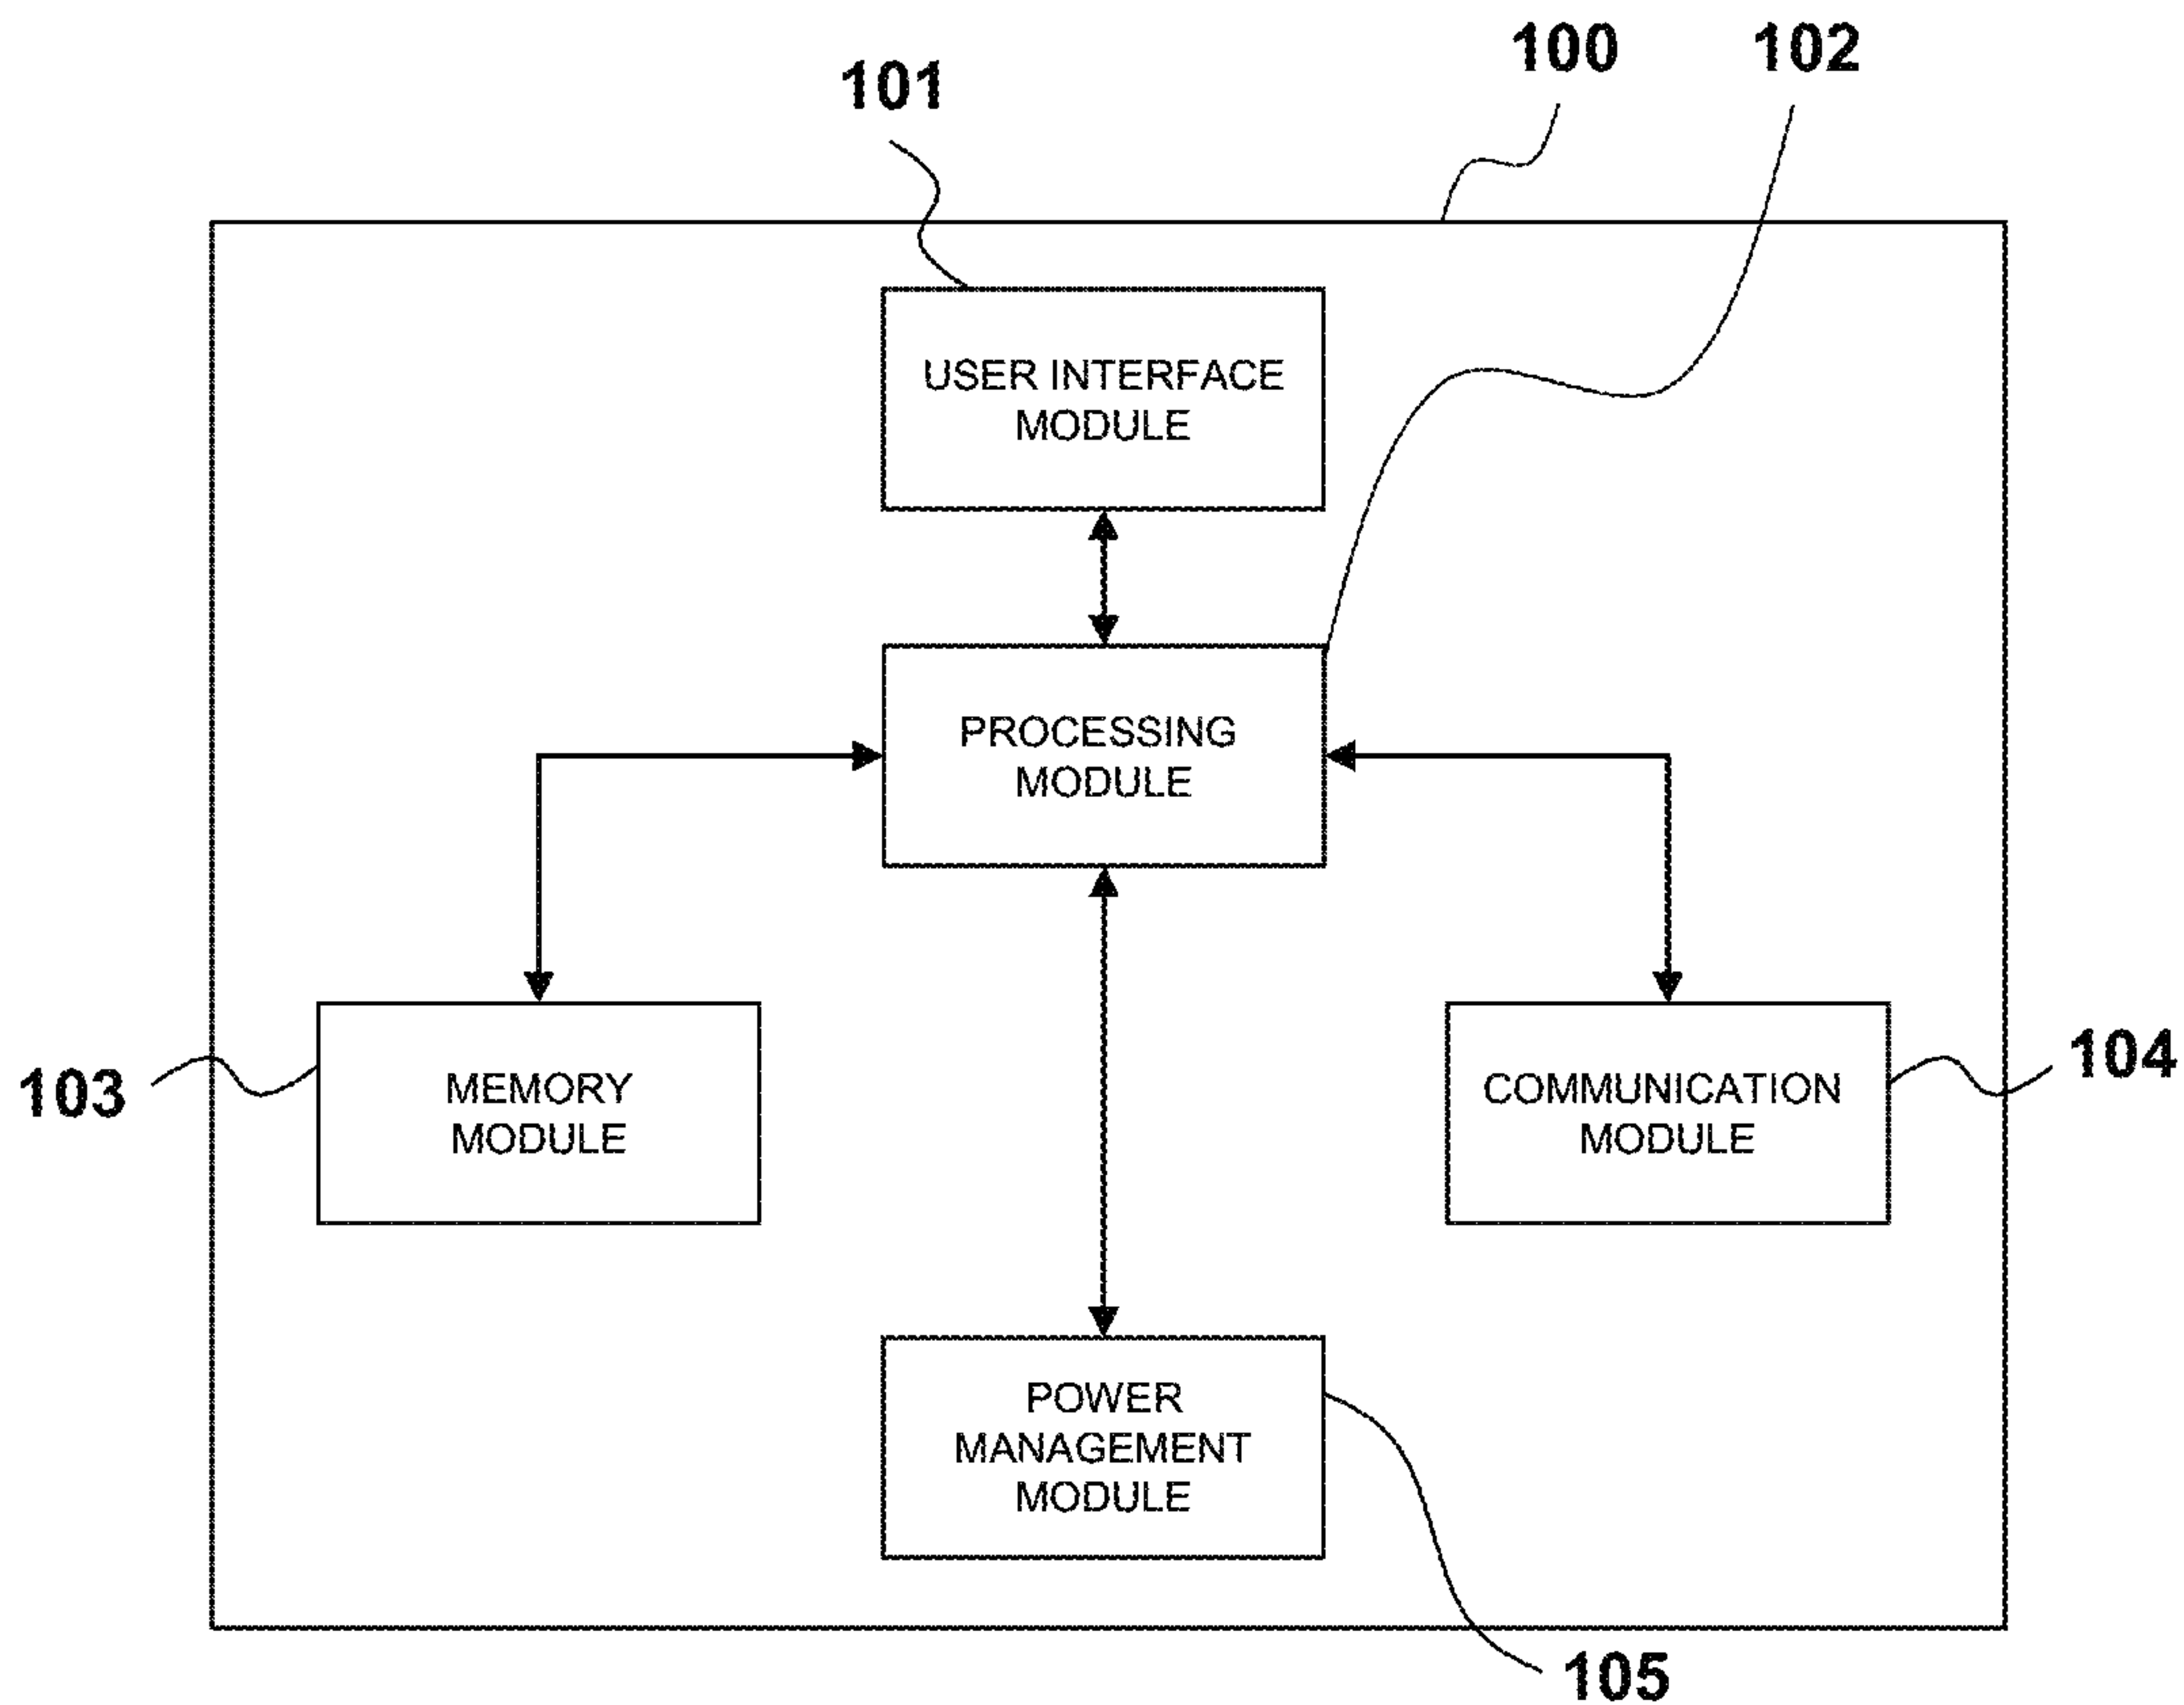 100
102
101
USER INTERFACE
MODULE
PROCESSING
MODULE
103
MEMORY
MODULE
COMMUNICATION
MODULE
104
POWER
MANAGEMENT
MODULE
105